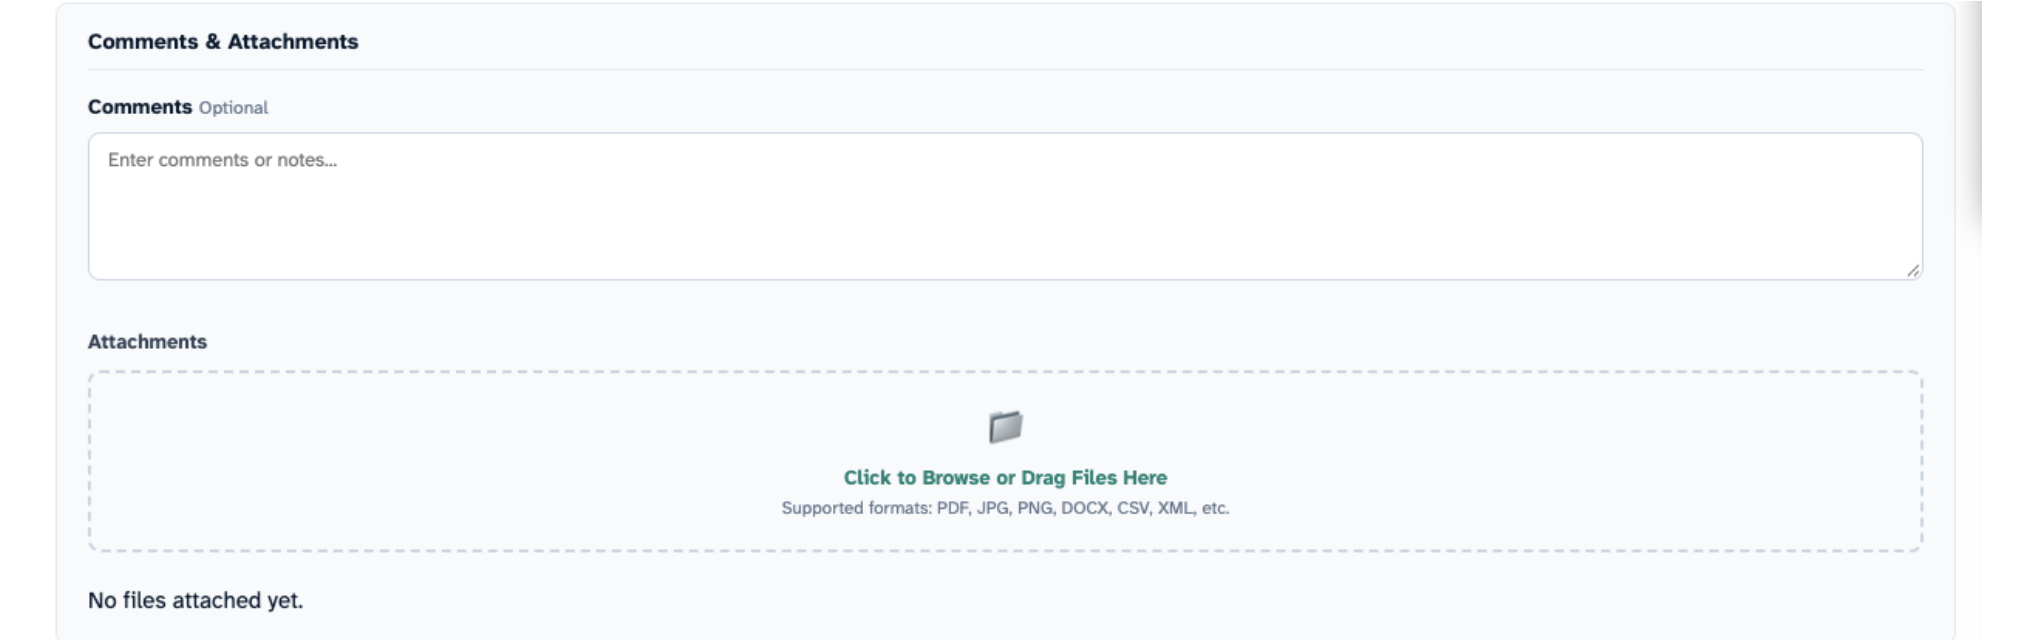 Comments & Attachments
Comments Optional
Enter comments or notes...
Attachments
Click to Browse or Drag Files Here
Supported formats: PDF, JPG, PNG, DOCX, CSV, XML, etc.
No files attached yet.